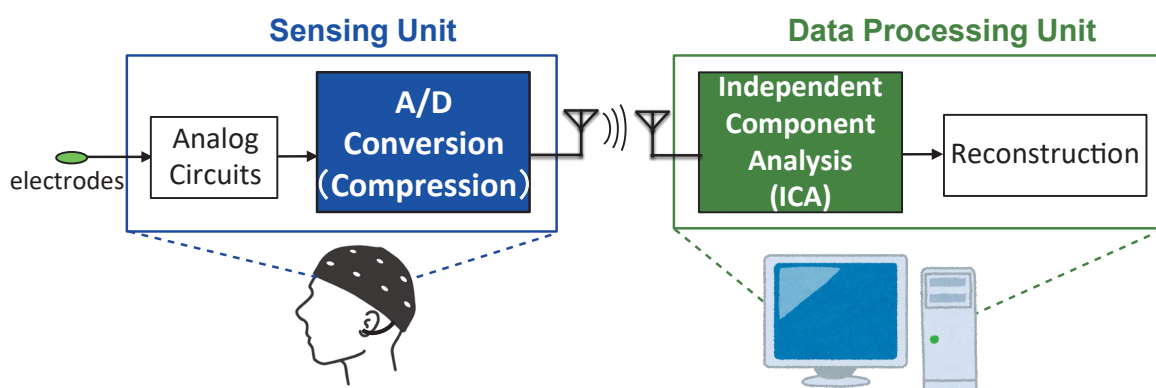 Sensing Unit
Data Processing Unit
electrodes
Analog
Circuits
A/D
Conversion
（Compression）
Independent
Component
Analysis
(ICA)
Reconstruction